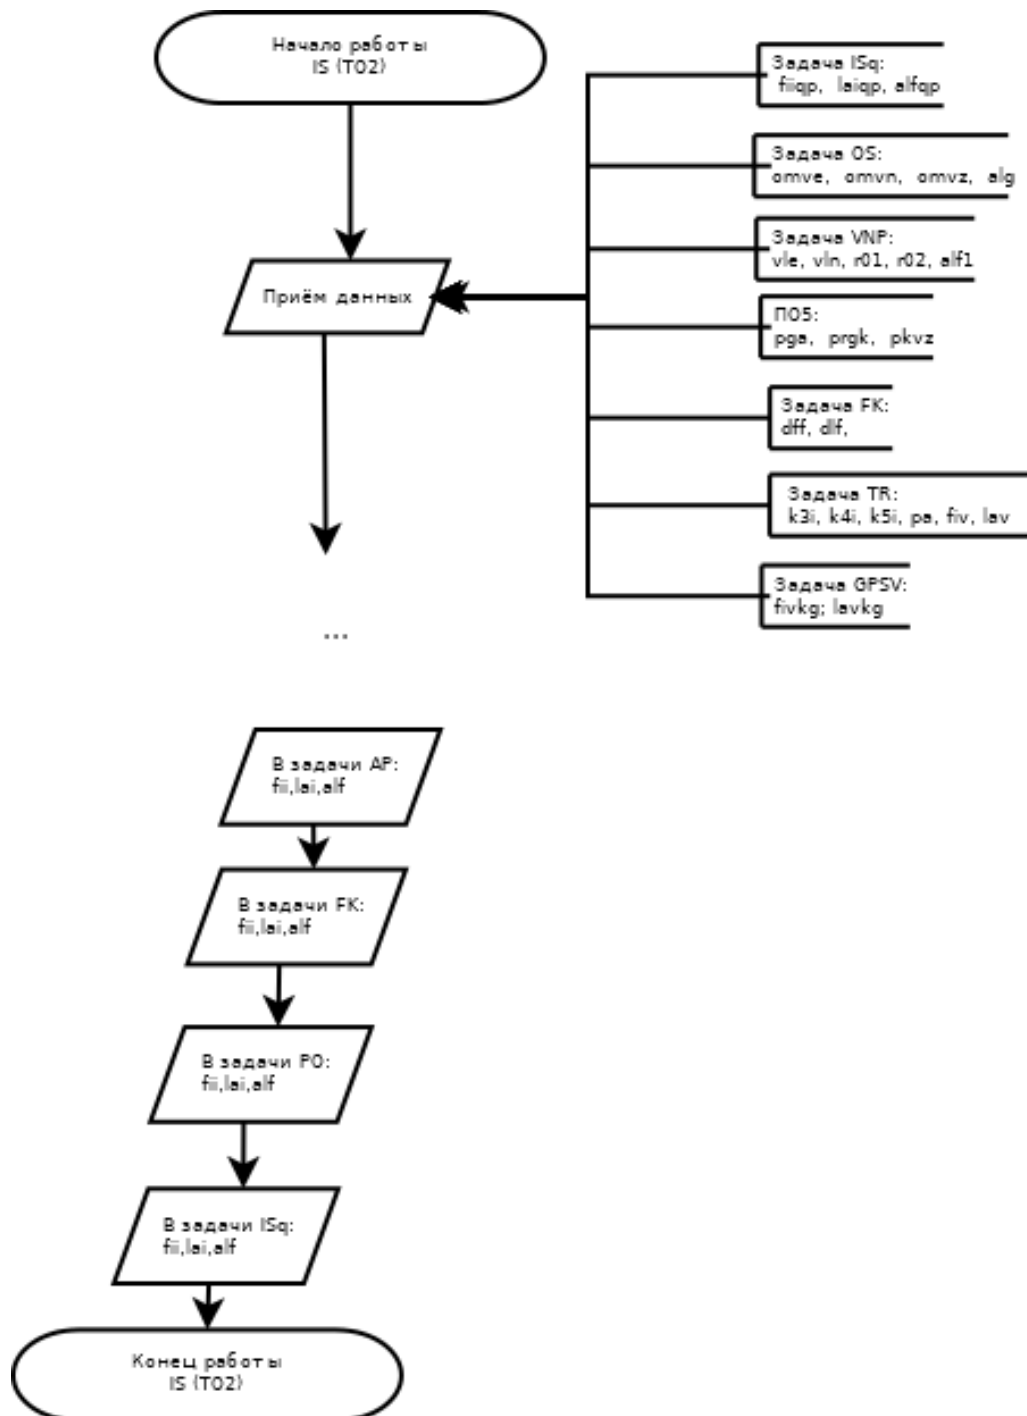 Начало работы
IS (TO2)
Задача ISq:
fiiqp, laiqp, alfqp
Задача OS:
omve, omvn, omvz, alg
Задача VNP:
vle, vln, r01, r02, alf1
Приём данных
ПО5:
pga, prgk, pkvz
Задача FK:
dff, dlf,
Задача TR:
k3i, k4i, k5i, pa, fiv, lav
Задача GPSV:
fivkg; lavkg
...
В задачи AP:
fii,lai,alf
В задачи FK:
fii,lai,alf
В задачи PO:
fii,lai,alf
В задачи ISq:
fii,lai,alf
Конец работы
IS (TO2)